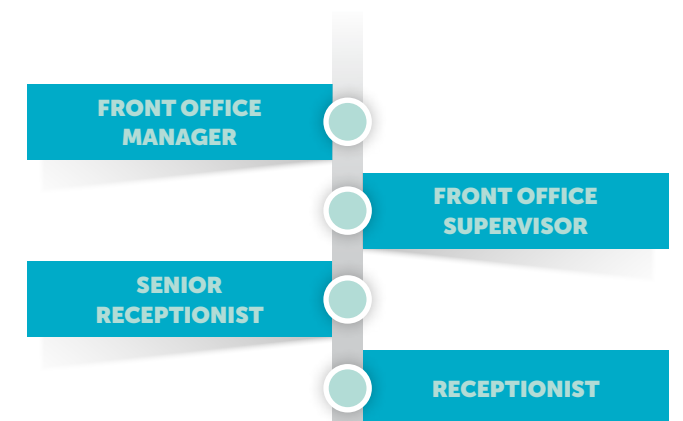 FRONT OFFICE
MANAGER
FRONT OFFICE
SUPERVISOR
SENIOR
RECEPTIONIST
RECEPTIONIST